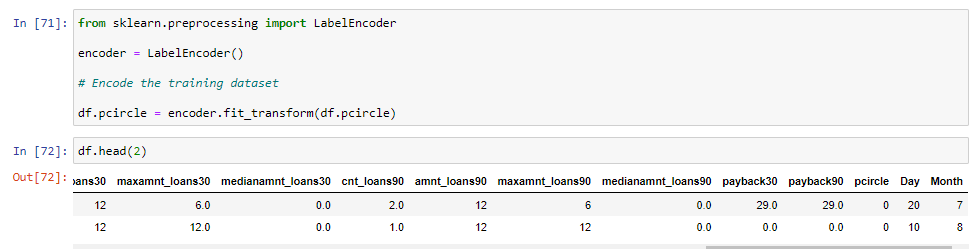 In [71]: from sklearn.preprocessing import LabelEncoder
encoder = LabelEncoder()
# Encode the training dataset
df.pcircle = encoder.fit_transform(df.pcircle)
In [72]: df.head(2)
Out[72]: oans30 maxamnt_loans30 medianamnt_loans30 cnt_loans90 amnt_loans90 maxamnt_loans90 medianamnt_loans90 payback30 payback90 pcircle Day Month
12 6.0 0.0 2.0 12 6 0.0 29.0 29.0 0 20 7
12 12.0 0.0 1.0 12 12 0.0 0.0 0.0 0 10 8